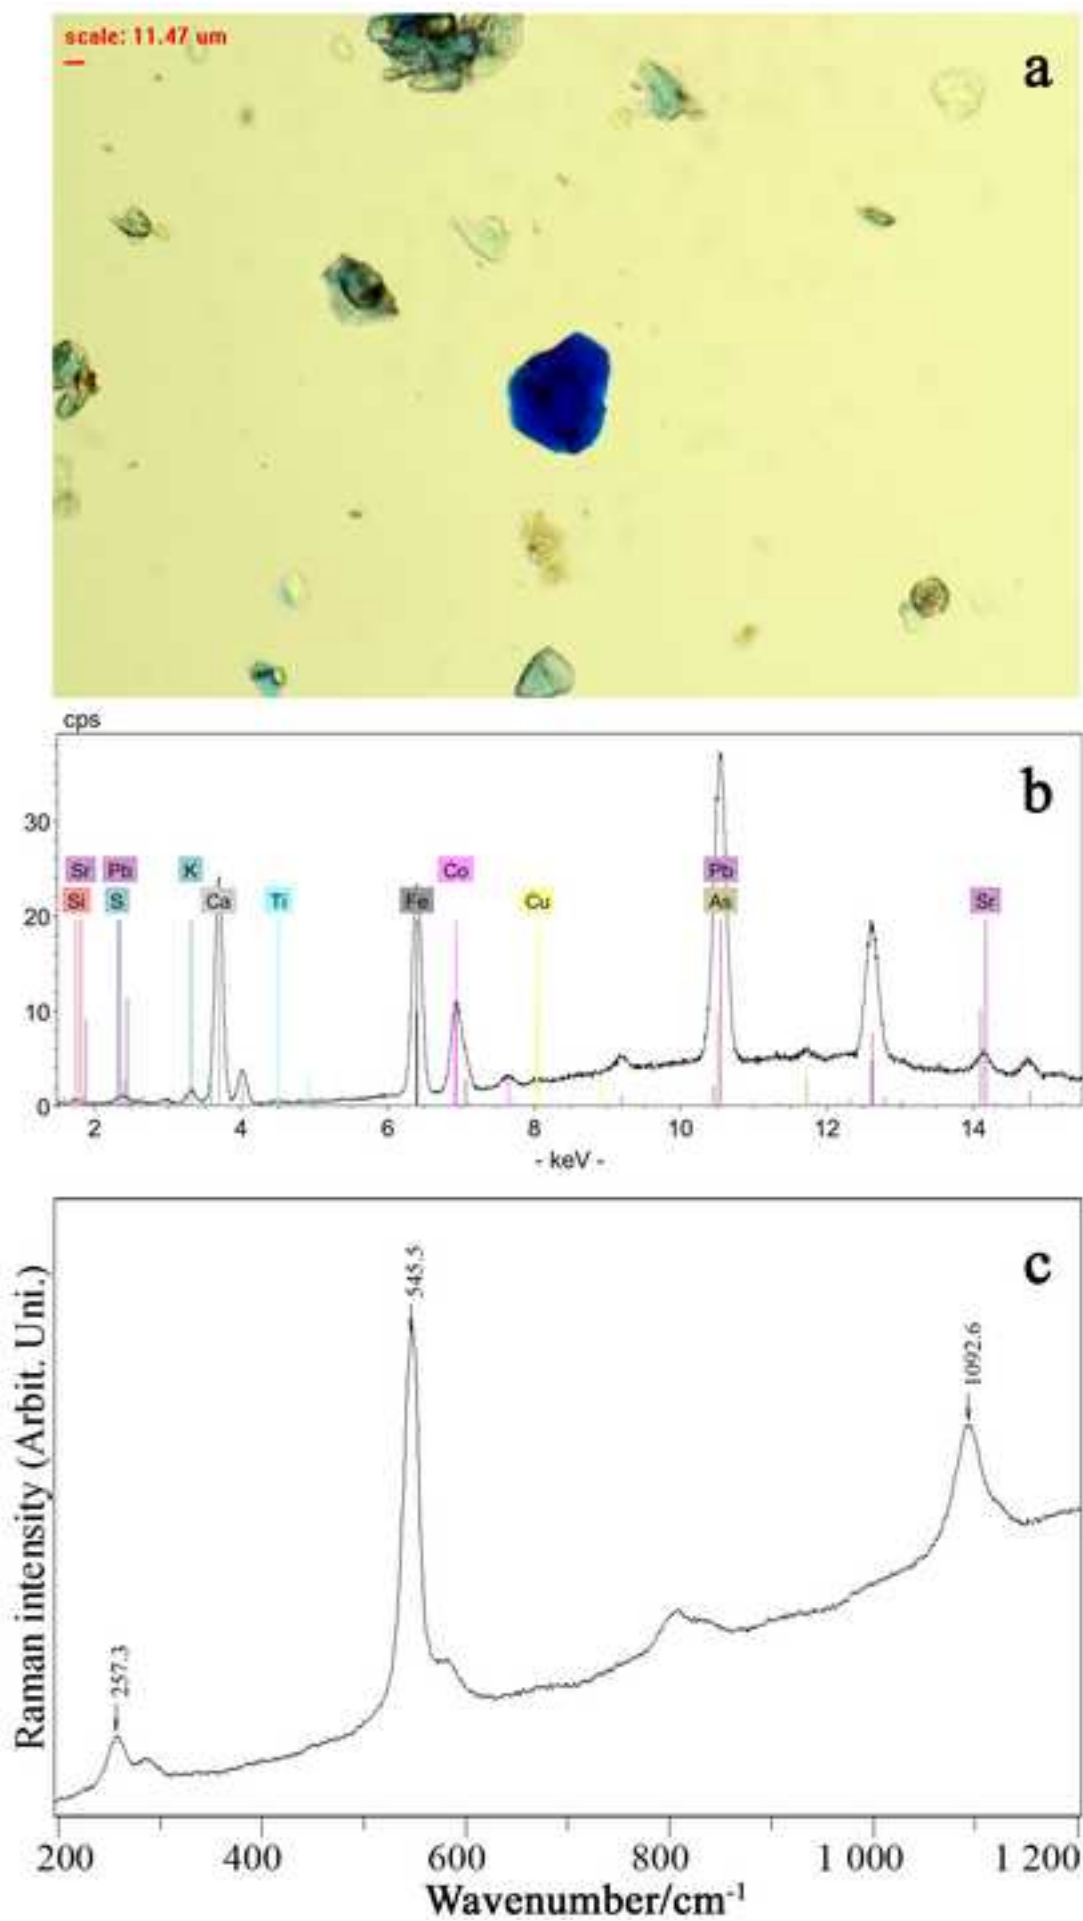 scale: 11.47 um
a
cps
b
30
20
10
0
Sr Pb K Co Pb
Si S Ca Ti Fe Cu As Sr
2 4 6 8 10 12 14
- keV -
c
545.5
1092.6
257.3
Raman intensity (Arbit. Uni.)
200 400 600 800 1 000 1 200
Wavenumber/cm⁻¹